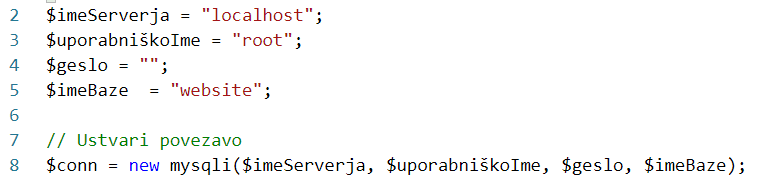 2 $imeServerja = "localhost";
3 $uporabniškoIme = "root";
4 $geslo = "";
5 $imeBaze  = "website";
6
7 // Ustvari povezavo
8 $conn = new mysqli($imeServerja, $uporabniškoIme, $geslo, $imeBaze);